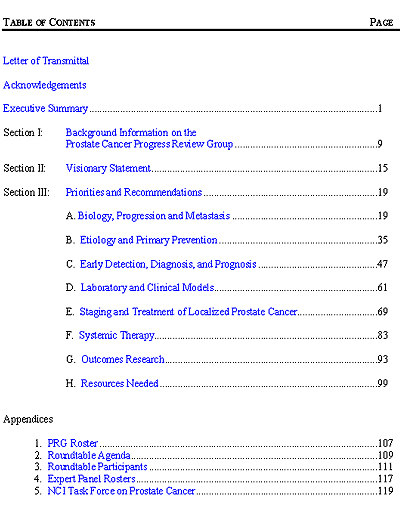 TABLE OF CONTENTS PAGE
Letter of Transmittal
Acknowledgements
Executive Summary 1
Section I: Background Information on the
Prostate Cancer Progress Review Group 9
Section II: Visionary Statement 15
Section III: Priorities and Recommendations 19
A. Biology, Progression and Metastasis 19
B. Etiology and Primary Prevention 35
C. Early Detection, Diagnosis, and Prognosis 47
D. Laboratory and Clinical Models 61
E. Staging and Treatment of Localized Prostate Cancer 69
F. Systemic Therapy 83
G. Outcomes Research 93
H. Resources Needed 99
Appendices
1. PRG Roster 107
2. Roundtable Agenda 109
3. Roundtable Participants 111
4. Expert Panel Rosters 117
5. NCI Task Force on Prostate Cancer 119